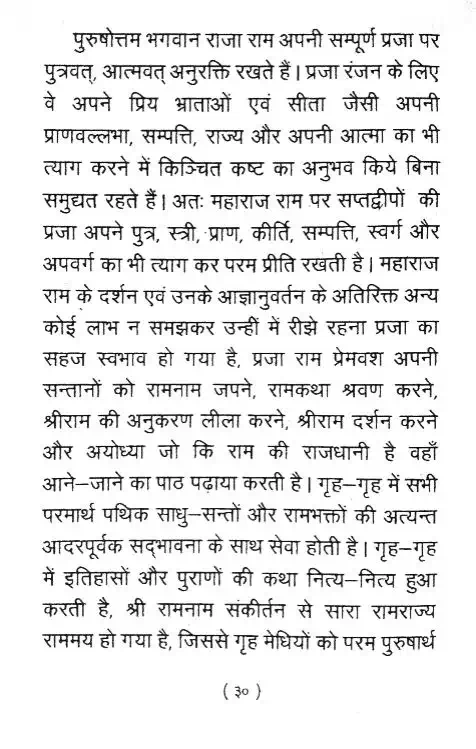 पुरुषोत्तम भगवान राजा राम अपनी सम्पूर्ण प्रजा पर
पुत्रवत्, आत्मवत् अनुरक्ति रखते हैं। प्रजा रंजन के लिए
वे अपने प्रिय भ्राताओं एवं सीता जैसी अपनी
प्राणवल्लभा, सम्पत्ति, राज्य और अपनी आत्मा का भी
त्याग करने में किञ्चित कष्ट का अनुभव किये बिना
समुद्यत रहते हैं। अतः महाराज राम पर सप्तद्वीपों की
प्रजा अपने पुत्र, स्त्री, प्राण, कीर्ति, सम्पत्ति, स्वर्ग और
अपवर्ग का भी त्याग कर परम प्रीति रखती है। महाराज
राम के दर्शन एवं उनके आज्ञानुवर्तन के अतिरिक्त अन्य
कोई लाभ न समझकर उन्हीं में रीझे रहना प्रजा का
सहज स्वभाव हो गया है, प्रजा राम प्रेमवश अपनी
सन्तानों को रामनाम जपने, रामकथा श्रवण करने,
श्रीराम की अनुकरण लीला करने, श्रीराम दर्शन करने
और अयोध्या जो कि राम की राजधानी है वहाँ
आने–जाने का पाठ पढ़ाया करती है। गृह–गृह में सभी
परमार्थ पथिक साधु–सन्तों और रामभक्तों की अत्यन्त
आदरपूर्वक सद्भावना के साथ सेवा होती है। गृह–गृह
में इतिहासों और पुराणों की कथा नित्य–नित्य हुआ
करती है, श्री रामनाम संकीर्तन से सारा रामराज्य
राममय हो गया है, जिससे गृह मेधियों को परम पुरुषार्थ
( ३० )